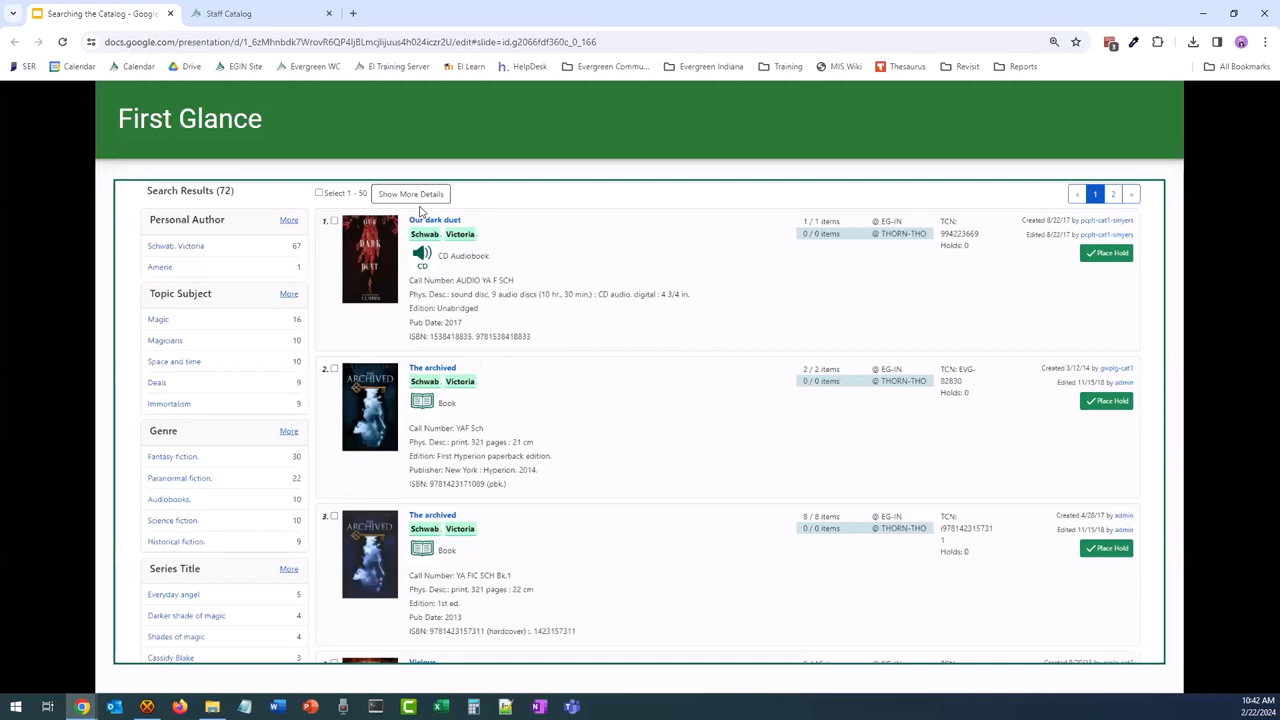 Searching the Catalog - Google
Staff Catalog
docs.google.com/presentation/d/1_6zMhnbdk7WrovR6QP4IjBLmcjIijuus4h024iczr2U/edit#slide=id.g2066fdf360c_0_166
SER
Calendar
Calendar
Drive
EGIN Site
Evergreen WC
EI Training Server
EI Learn
HelpDesk
Evergreen Commu...
Evergreen Indiana
Training
MIS Wiki
Thesaurus
Revisit
Reports
All Bookmarks
First Glance
Search Results (72)
Select 1 - 50
Show More Details
« 1 2 »
Personal Author More
Schwab, Victoria 67
Amerie 1
Topic Subject More
Magic 16
Magicians 10
Space and time 10
Deals 9
Immortalism 9
Genre More
Fantasy fiction. 30
Paranormal fiction. 22
Audiobooks. 10
Science fiction. 10
Historical fiction. 9
Series Title More
Everyday angel 5
Darker shade of magic 4
Shades of magic 4
Cassidy Blake 3
1.
OUR DARK DUET
Our dark duet
Schwab, Victoria.
CD
CD Audiobook
Call Number: AUDIO YA F SCH
Phys. Desc.: sound disc, 9 audio discs (10 hr., 30 min.) : CD audio, digital ; 4 3/4 in.
Edition: Unabridged
Pub Date: 2017
ISBN: 1538418835, 9781538418833
1 / 1 items @ EG-IN
0 / 0 items @ THORN-THO
TCN:
994223669
Holds: 0
Created 8/22/17 by pcplt-cat1-smyers
Edited 8/22/17 by pcplt-cat1-smyers
Place Hold
2.
THE ARCHIVED
The archived
Schwab, Victoria.
Book
Call Number: YAF Sch
Phys. Desc.: print, 321 pages ; 21 cm
Edition: First Hyperion paperback edition.
Publisher: New York : Hyperion, 2014.
ISBN: 9781423171089 (pbk.)
2 / 2 items @ EG-IN
0 / 0 items @ THORN-THO
TCN: EVG-
82830
Holds: 0
Created 3/12/14 by gwplg-cat1
Edited 11/15/18 by admin
Place Hold
3.
THE ARCHIVED
The archived
Schwab, Victoria.
Book
Call Number: YA FIC SCH Bk.1
Phys. Desc.: print, 321 pages ; 22 cm
Edition: 1st ed.
Pub Date: 2013
ISBN: 9781423157311 (hardcover) :, 1423157311
8 / 8 items @ EG-IN
0 / 0 items @ THORN-THO
TCN:
i978142315731
1
Holds: 0
Created 4/28/17 by admin
Edited 11/15/18 by admin
Place Hold
Vicious
10:42 AM
2/22/2024